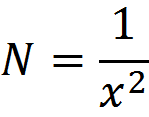 N = 1/x²